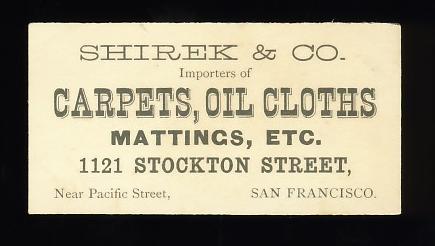 SHIREK & CO.
Importers of
CARPETS, OIL CLOTHS
MATTINGS, ETC.
1121 STOCKTON STREET,
Near Pacific Street, SAN FRANCISCO.